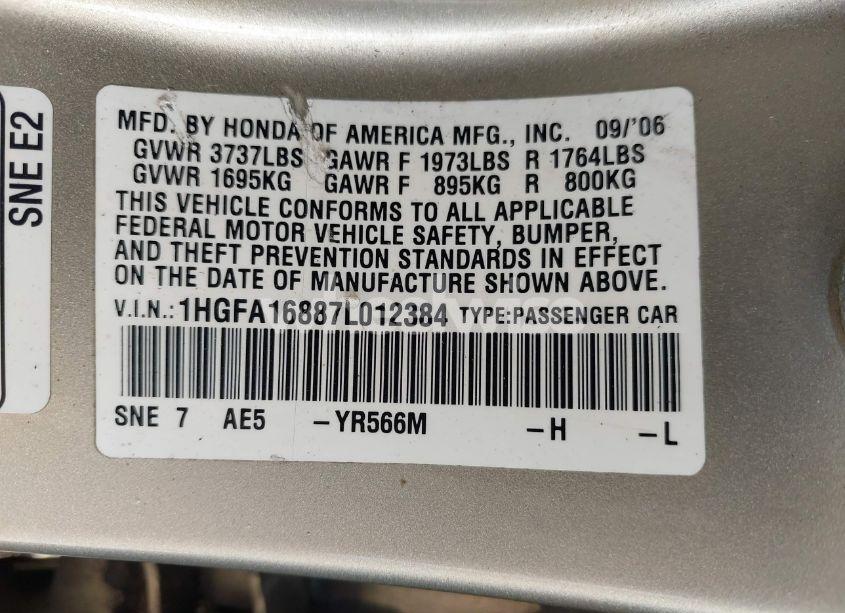 SNE E2
MFD. BY HONDA OF AMERICA MFG., INC. 09/'06
GVWR 3737LBS GAWR F 1973LBS R 1764LBS
GVWR 1695KG GAWR F 895KG R 800KG
THIS VEHICLE CONFORMS TO ALL APPLICABLE
FEDERAL MOTOR VEHICLE SAFETY, BUMPER,
AND THEFT PREVENTION STANDARDS IN EFFECT
ON THE DATE OF MANUFACTURE SHOWN ABOVE.
V.I.N.: 1HGFA16887L012384 TYPE:PASSENGER CAR
SNE 7 AE5 -YR566M -H -L